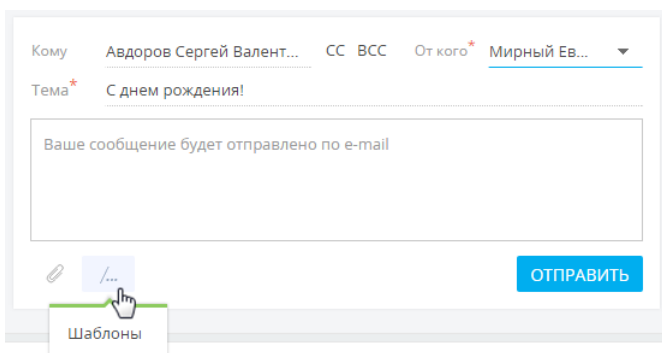 Кому Авдоров Сергей Валент... CC BCC От кого* Мирный Ев...
Тема* С днем рождения!
Ваше сообщение будет отправлено по e-mail
/... ОТПРАВИТЬ
Шаблоны